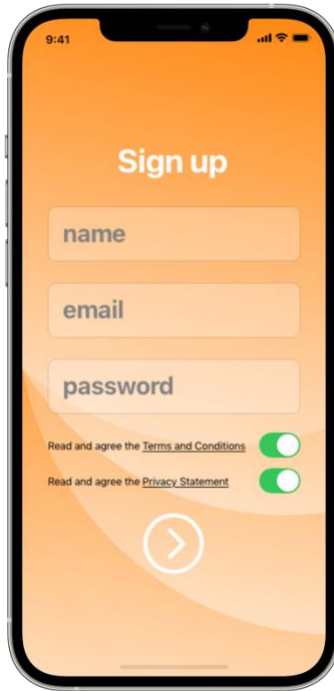 9:41
Sign up
name
email
password
Read and agree the Terms and Conditions
Read and agree the Privacy Statement